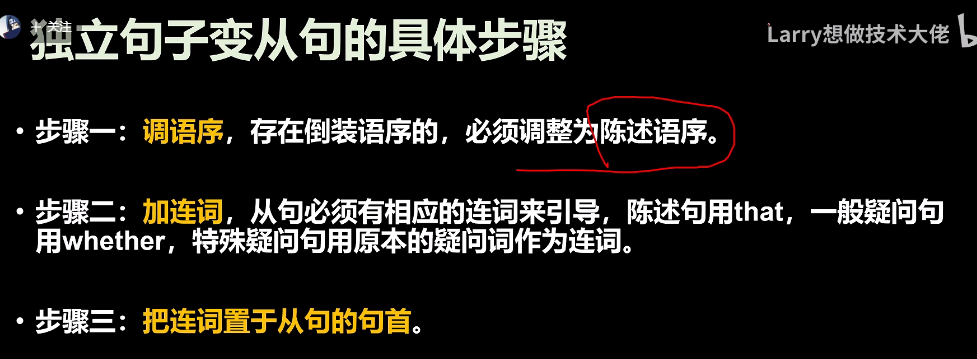 + 关注
独立句子变从句的具体步骤
Larry想做技术大佬
• 步骤一：调语序，存在倒装语序的，必须调整为陈述语序。
• 步骤二：加连词，从句必须有相应的连词来引导，陈述句用that，一般疑问句
用whether，特殊疑问句用原本的疑问词作为连词。
• 步骤三：把连词置于从句的句首。